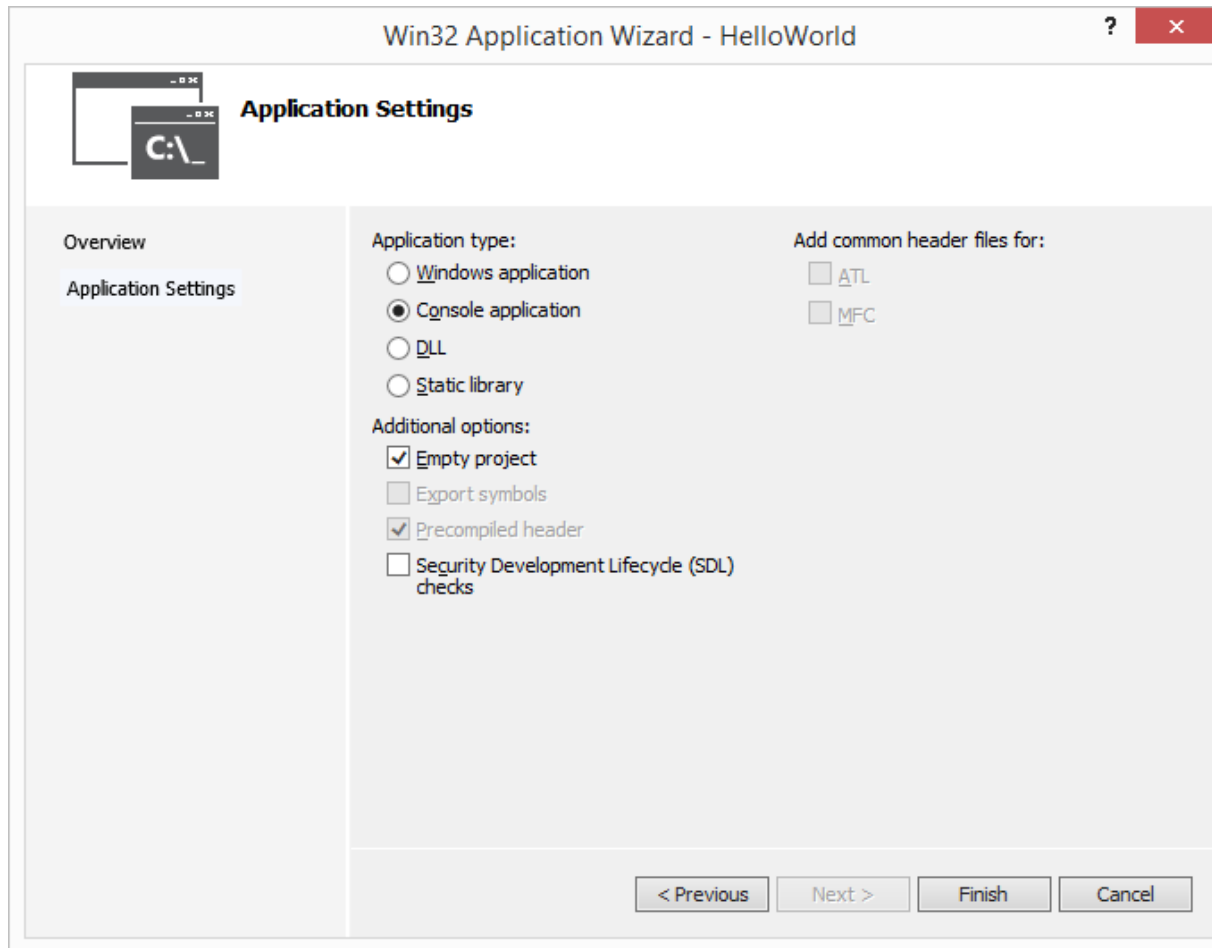 Win32 Application Wizard - HelloWorld
?
Application Settings
C:\_
Overview
Application Settings
Application type:
Windows application
Console application
DLL
Static library
Additional options:
Empty project
Export symbols
Precompiled header
Security Development Lifecycle (SDL)
checks
Add common header files for:
ATL
MFC
< Previous
Next >
Finish
Cancel